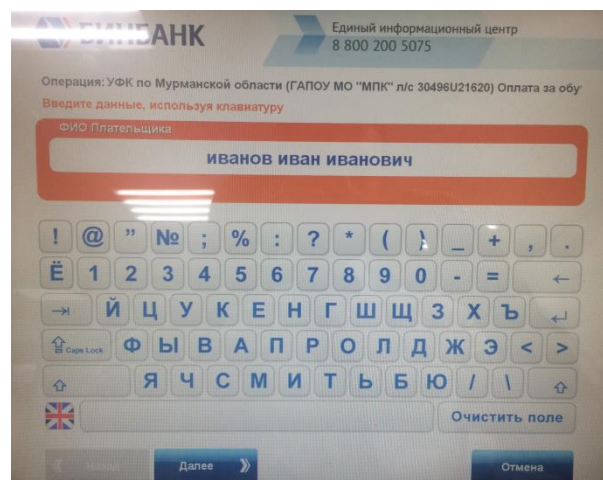 БИНБАНК
Единый информационный центр
8 800 200 5075
Операция: УФК по Мурманской области (ГАПОУ МО "МПК" л/с 30496U21620) Оплата за обу
Введите данные, используя клавиатуру
ФИО Плательщика
иванов иван иванович
! @ " № ; % : ? * ( ) _ + , .
Ё 1 2 3 4 5 6 7 8 9 0 - = ←
Й Ц У К Е Н Г Ш Щ З Х Ъ
Caps Lock Ф Ы В А П Р О Л Д Ж Э < >
Я Ч С М И Т Ь Б Ю / \
Очистить поле
Назад Далее Отмена